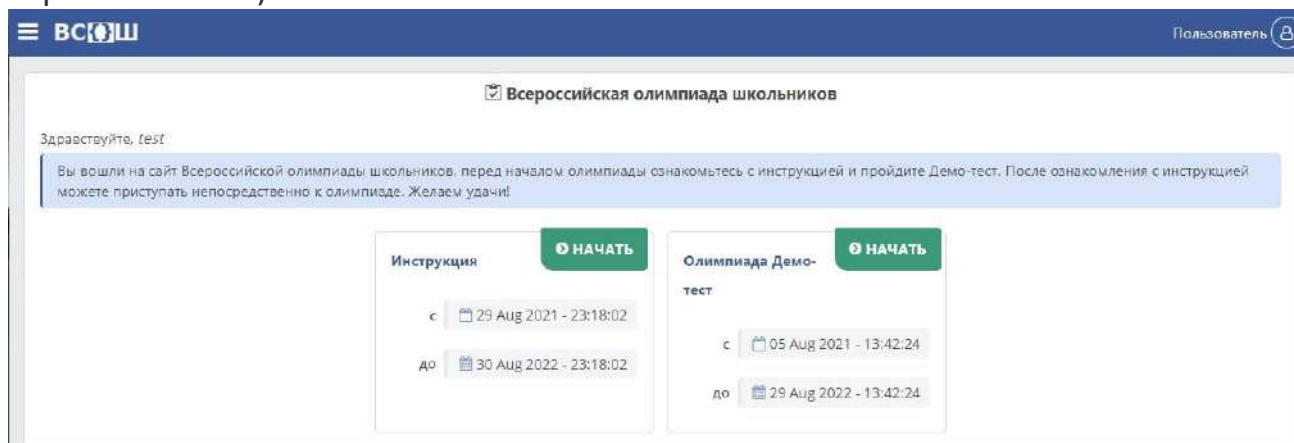 ВС[О]Ш
Пользователь
Всероссийская олимпиада школьников
Здравствуйте, test
Вы вошли на сайт Всероссийской олимпиады школьников, перед началом олимпиады ознакомьтесь с инструкцией и пройдите Демо-тест. После ознакомления с инструкцией
можете приступать непосредственно к олимпиаде. Желаем удачи!
НАЧАТЬ
Инструкция
с 29 Aug 2021 - 23:18:02
до 30 Aug 2022 - 23:18:02
НАЧАТЬ
Олимпиада Демо-
тест
с 05 Aug 2021 - 13:42:24
до 29 Aug 2022 - 13:42:24